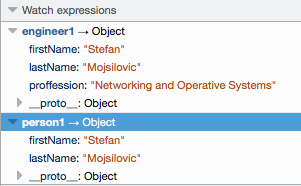 Watch expressions
engineer1 → Object
firstName: "Stefan"
lastName: "Mojsilovic"
proffession: "Networking and Operative Systems"
__proto__: Object
person1 → Object
firstName: "Stefan"
lastName: "Mojsilovic"
__proto__: Object